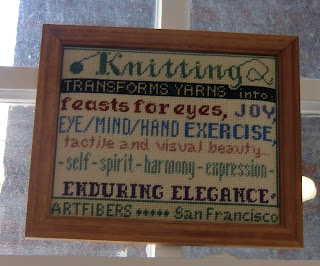 Knitting
TRANSFORMS YARNS into..
feasts for eyes, JOY,
EYE/MIND/HAND EXERCISE,
tactile and visual beauty...
-self-spirit-harmony-expression-
ENDURING ELEGANCE.
ARTFIBERS ♦♦♦♦♦ San Francisco